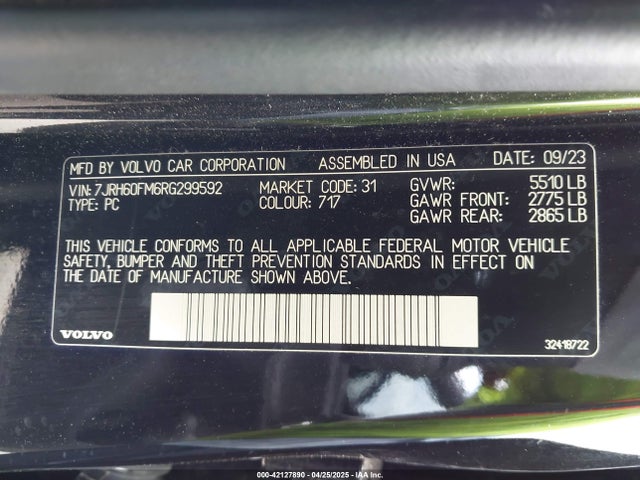 MFD BY VOLVO CAR CORPORATION ASSEMBLED IN USA DATE: 09/23
VIN: 7JRH60FM6RG299592 MARKET CODE: 31 GVWR: 5510 LB
TYPE: PC COLOUR: 717 GAWR FRONT: 2775 LB
GAWR REAR: 2865 LB
THIS VEHICLE CONFORMS TO ALL APPLICABLE FEDERAL MOTOR VEHICLE
SAFETY, BUMPER AND THEFT PREVENTION STANDARDS IN EFFECT ON
THE DATE OF MANUFACTURE SHOWN ABOVE.
VOLVO 32418722
000-42127890 - 04/25/2025 - IAA Inc.